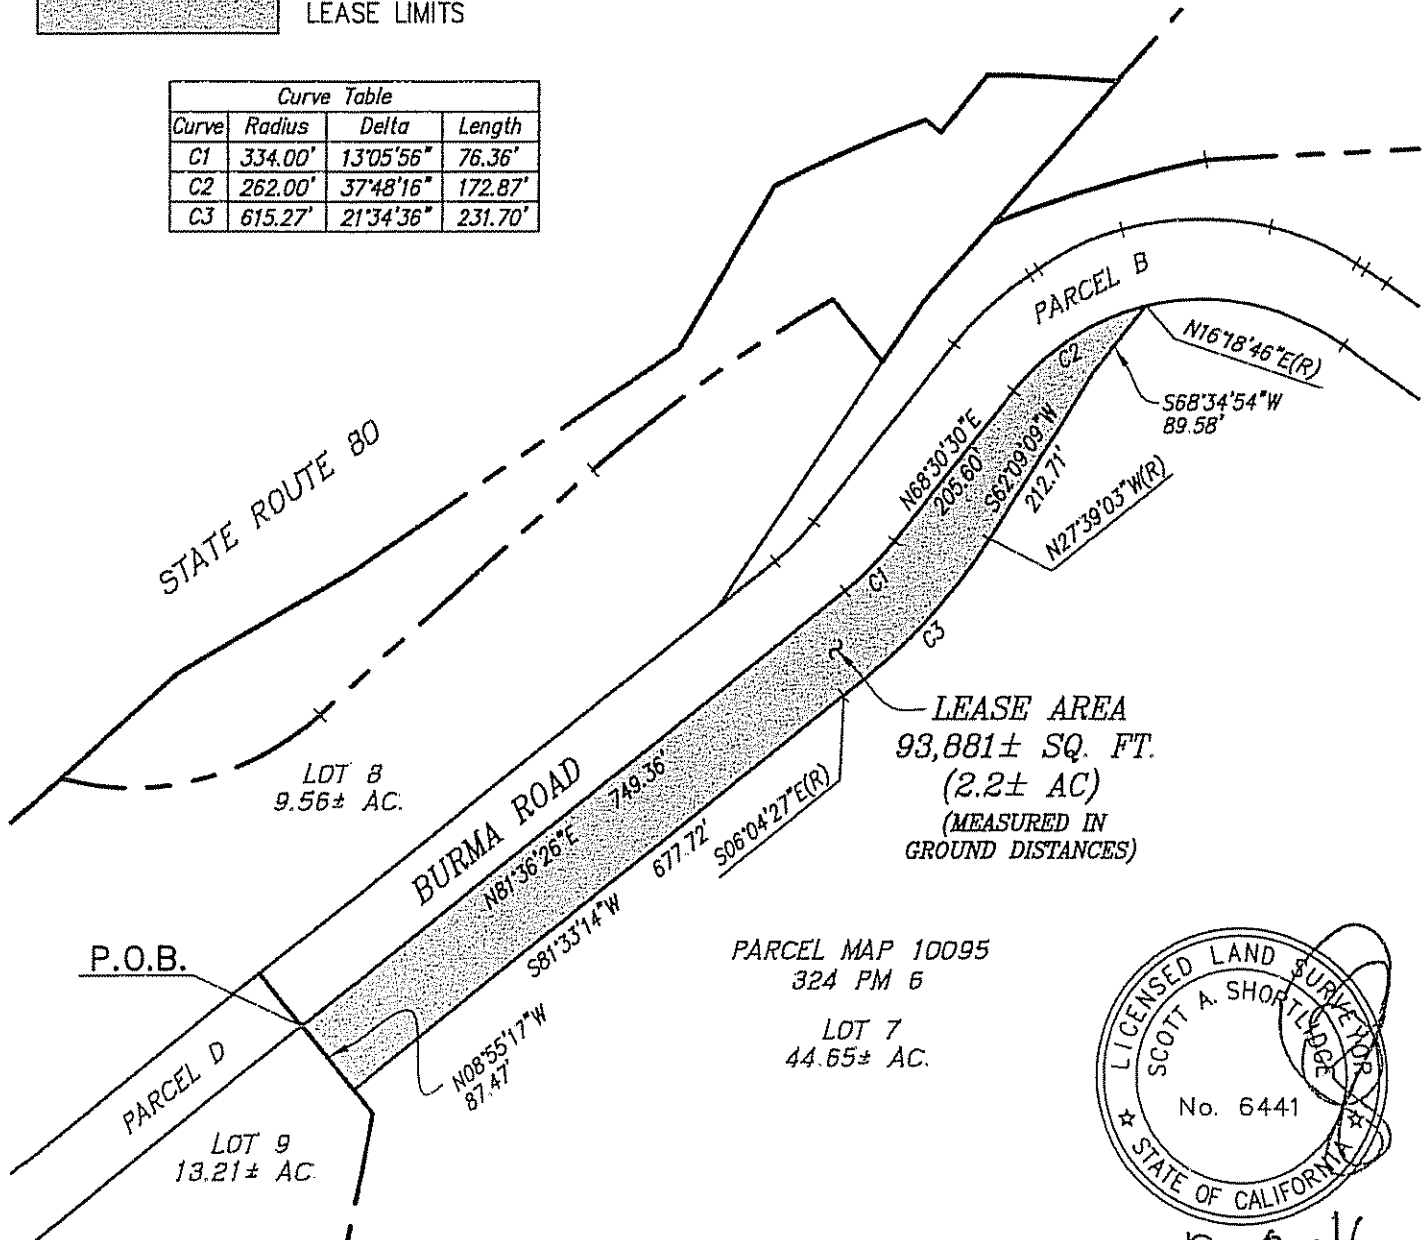 LEASE LIMITS
Curve Table
Curve Radius Delta Length
C1 334.00' 13°05'56" 76.36'
C2 262.00' 37°48'16" 172.87'
C3 615.27' 21°34'36" 231.70'
PARCEL B
N16°18'46"E(R)
C2
S68°34'54"W
89.58'
N68°30'30"E
205.60'
S62°09'09"W
212.71'
N27°39'03"W(R)
STATE ROUTE 80
C1
C3
LEASE AREA
93,881± SQ. FT.
(2.2± AC)
(MEASURED IN
GROUND DISTANCES)
LOT 8
9.56± AC.
BURMA ROAD
N81°36'26"E 749.36'
S81°33'14"W 677.72'
S06°04'27"E(R)
P.O.B.
PARCEL D
N08°55'17"W
87.47'
LOT 9
13.21± AC.
PARCEL MAP 10095
324 PM 6
LOT 7
44.65± AC.
LICENSED LAND SURVEYOR
SCOTT A. SHORTLIDGE
No. 6441
STATE OF CALIFORNIA